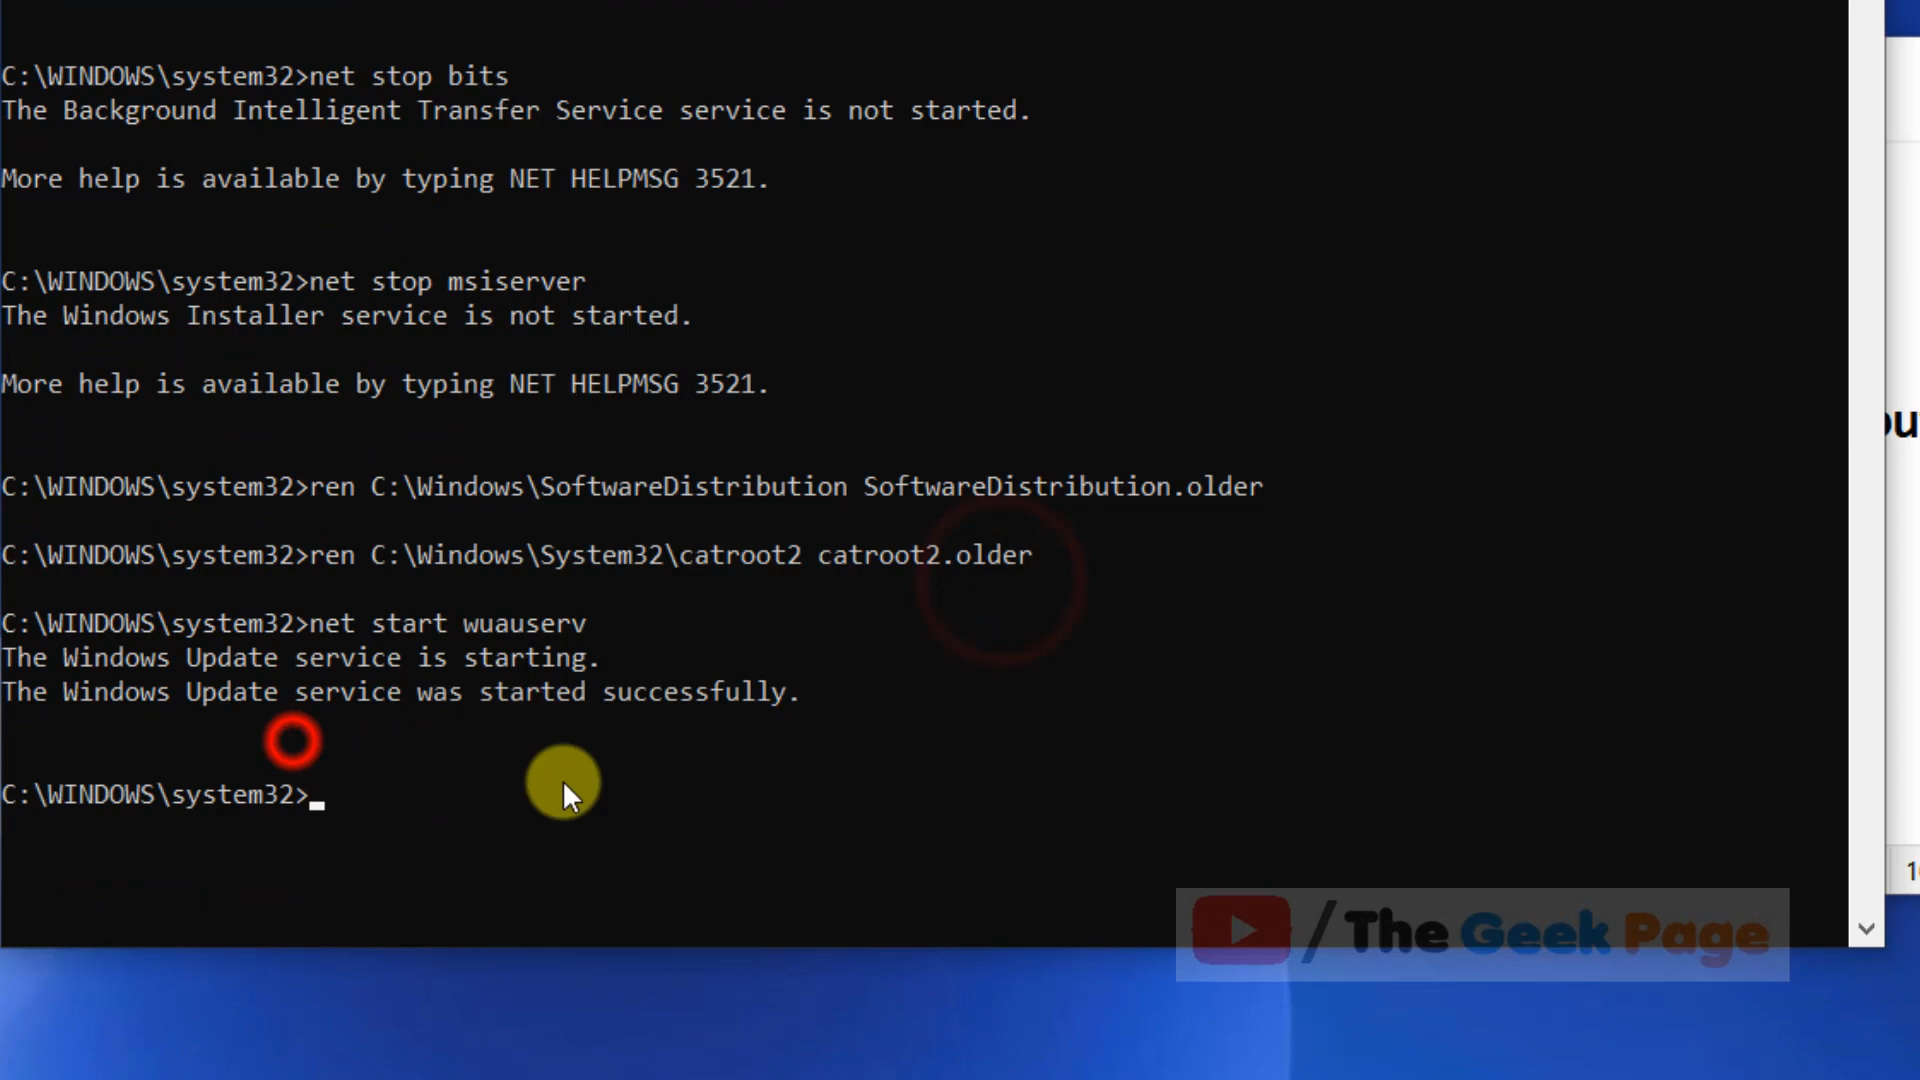 C:\WINDOWS\system32>net stop bits
The Background Intelligent Transfer Service service is not started.
More help is available by typing NET HELPMSG 3521.
C:\WINDOWS\system32>net stop msiserver
The Windows Installer service is not started.
More help is available by typing NET HELPMSG 3521.
C:\WINDOWS\system32>ren C:\Windows\SoftwareDistribution SoftwareDistribution.older
C:\WINDOWS\system32>ren C:\Windows\System32\catroot2 catroot2.older
C:\WINDOWS\system32>net start wuauserv
The Windows Update service is starting.
The Windows Update service was started successfully.
C:\WINDOWS\system32>
/The Geek Page